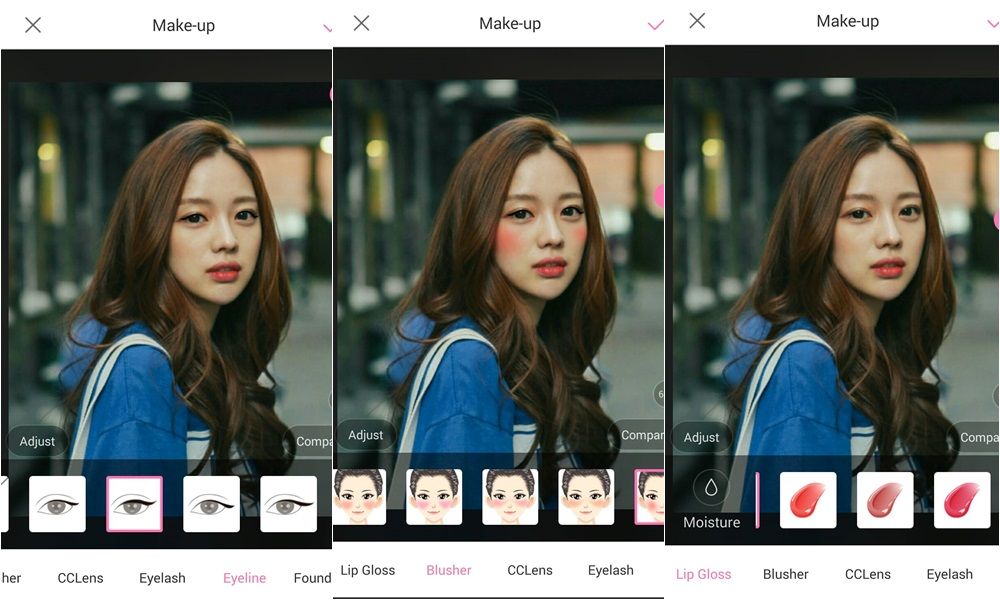 Make-up
Adjust
Compa
her CCLens Eyelash Eyeline Found
Make-up
6
Adjust
Compar
Lip Gloss Blusher CCLens Eyelash
Make-up
Adjust
Compa
Moisture
Lip Gloss Blusher CCLens Eyelash